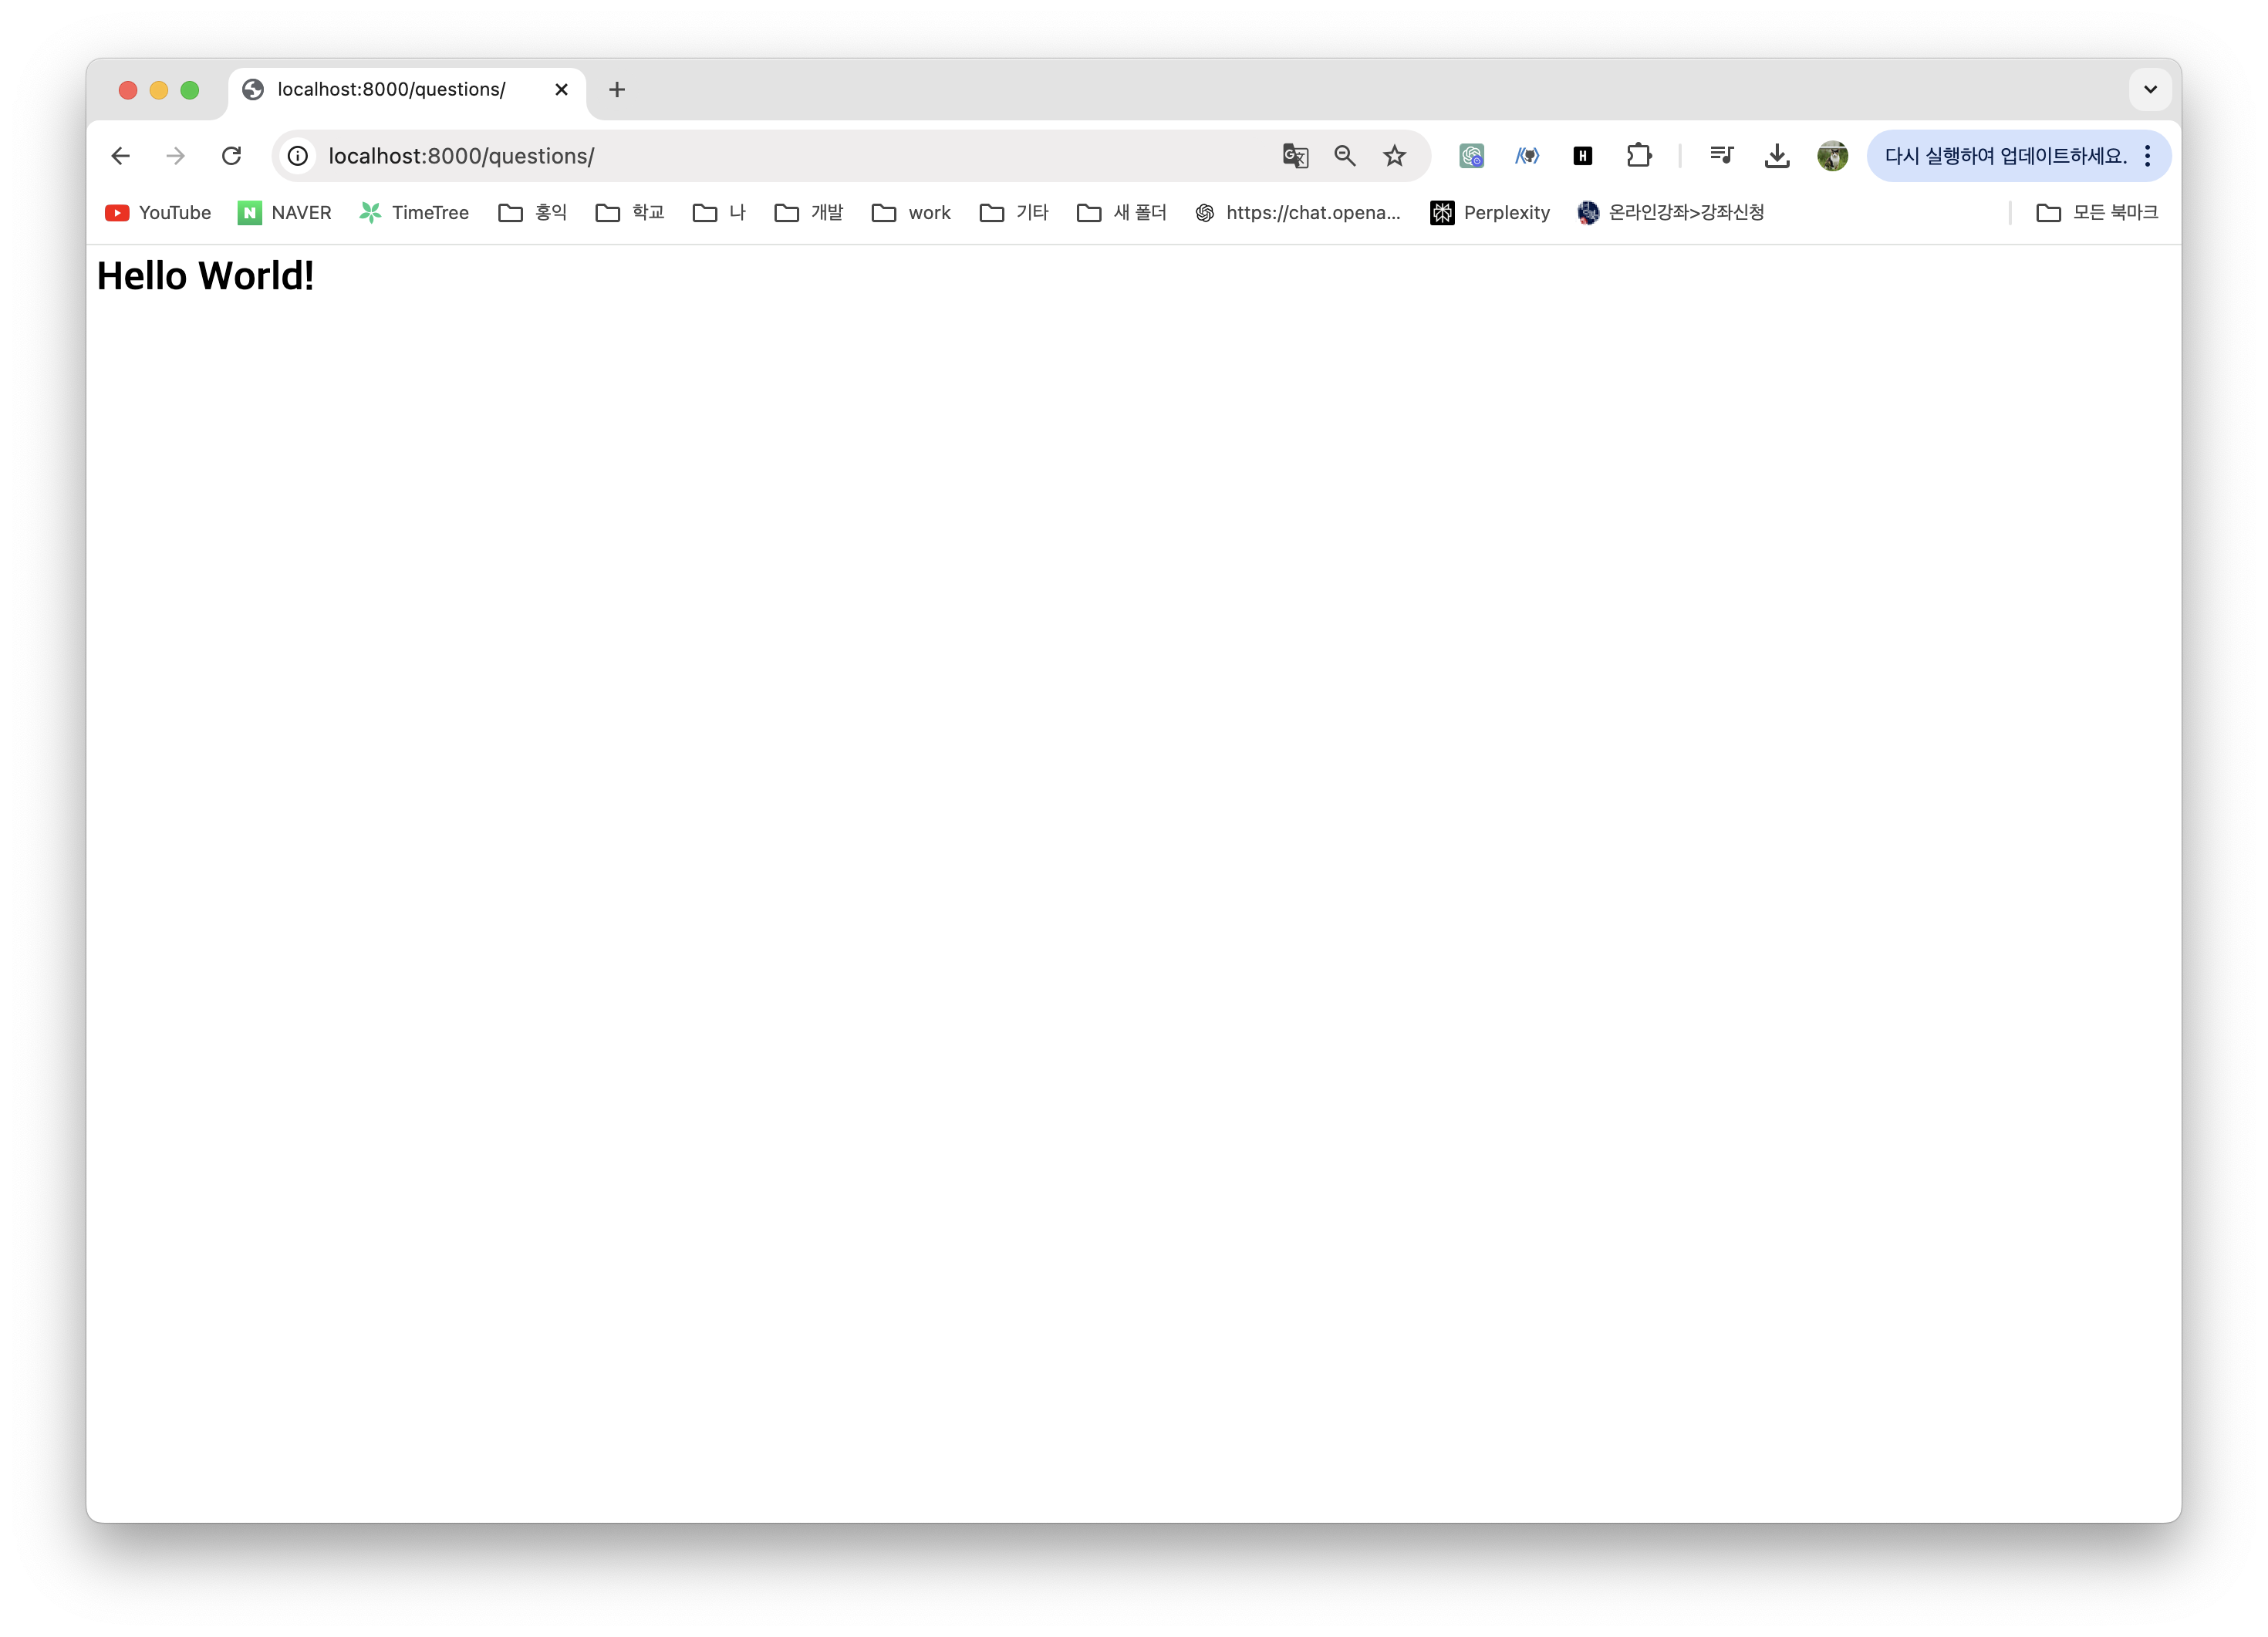 localhost:8000/questions/
localhost:8000/questions/ 다시 실행하여 업데이트하세요.
YouTube NAVER TimeTree 홍익 학교 나 개발 work 기타 새 폴더 https://chat.opena... Perplexity 온라인강좌>강좌신청 모든 북마크
Hello World!